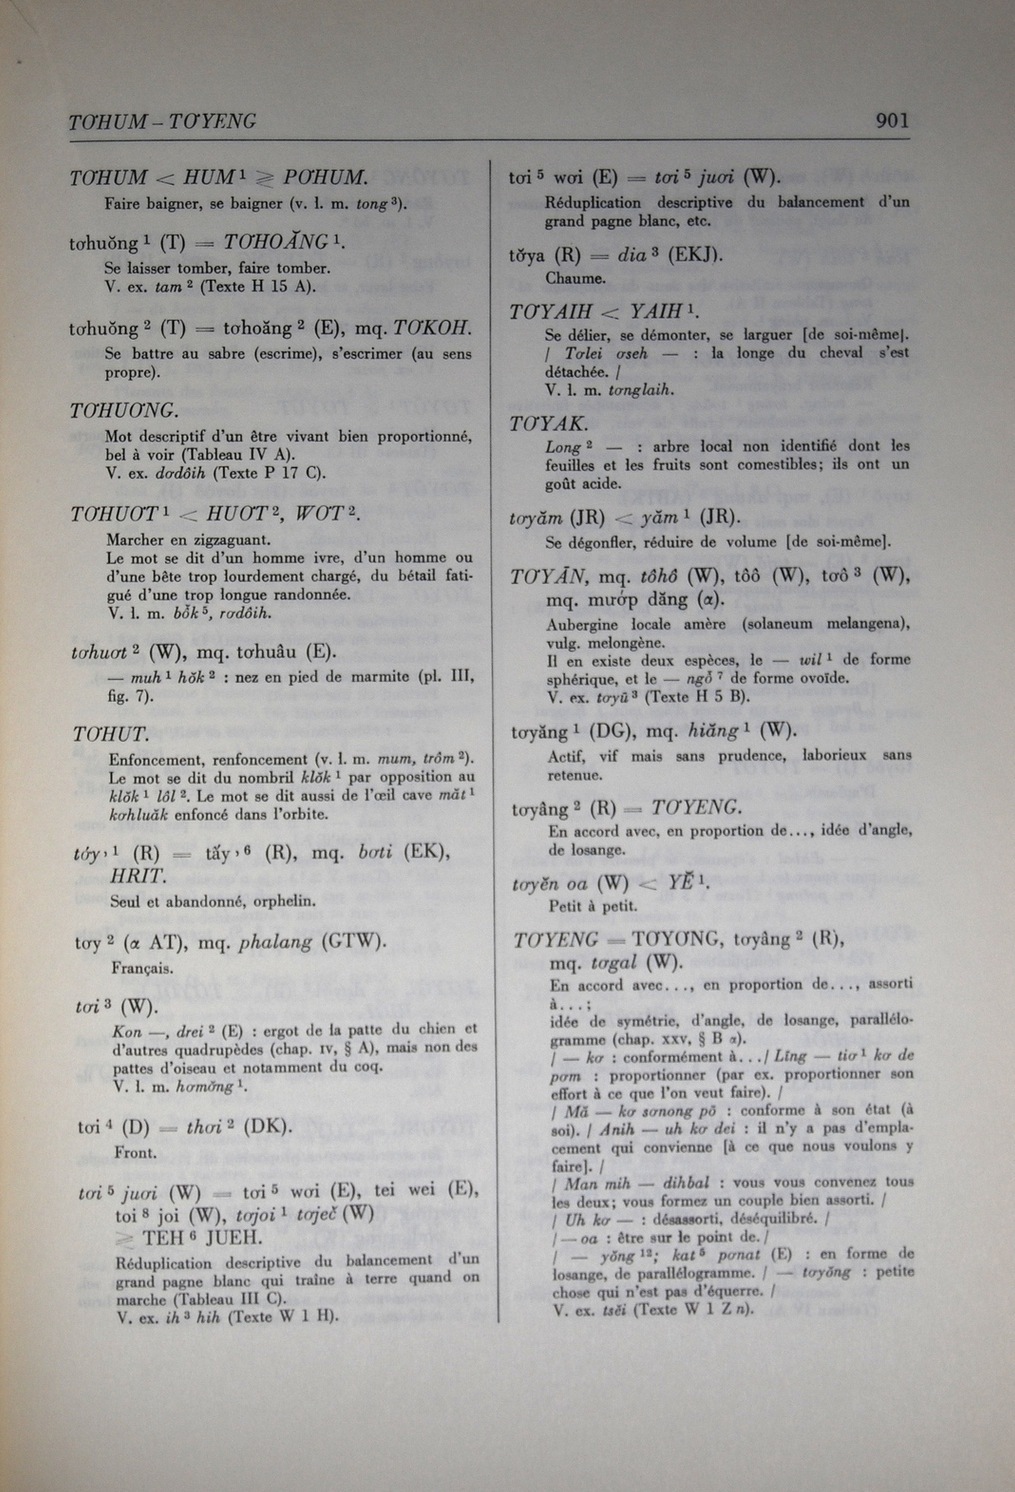 TƠHUM – TƠYENG
901
TƠHUM < HUM¹ ⪖ PƠHUM.
Faire baigner, se baigner (v. l. m. tong³).
tơhuŏng¹ (T) = TƠHOĂNG¹.
Se laisser tomber, faire tomber.
V. ex. tam² (Texte H 15 A).
tơhuŏng² (T) = tơhoăng² (E), mq. TƠKOH.
Se battre au sabre (escrime), s'escrimer (au sens
propre).
TƠHUƠNG.
Mot descriptif d'un être vivant bien proportionné,
bel à voir (Tableau IV A).
V. ex. dơdôih (Texte P 17 C).
TƠHUƠT¹ < HUƠT², WƠT².
Marcher en zigzaguant.
Le mot se dit d'un homme ivre, d'un homme ou
d'une bête trop lourdement chargé, du bétail fati-
gué d'une trop longue randonnée.
V. l. m. bŏ̂k⁵, rơdôih.
tơhuơt² (W), mq. tơhuâu (E).
— muh¹ hŏk² : nez en pied de marmite (pl. III,
fig. 7).
TƠHUT.
Enfoncement, renfoncement (v. l. m. mum, trôm²).
Le mot se dit du nombril klŏk¹ par opposition au
klŏk¹ lôl². Le mot se dit aussi de l'œil cave măt¹
kơhluăk enfoncé dans l'orbite.
tớy'¹ (R) = tấy'⁶ (R), mq. bơti (EK),
HRIT.
Seul et abandonné, orphelin.
tơy² (α AT), mq. phalang (GTW).
Français.
tơi³ (W).
Kon —, drei² (E) : ergot de la patte du chien et
d'autres quadrupèdes (chap. IV, § A), mais non des
pattes d'oiseau et notamment du coq.
V. l. m. hơmŏng¹.
tơi⁴ (D) = thơi² (DK).
Front.
tơi⁵ juơi (W) = tơi⁵ wơi (E), tei wei (E),
toi⁸ joi (W), tơjoi¹ tơjeĕ (W)
⪖ TEH⁶ JUEH.
Réduplication descriptive du balancement d'un
grand pagne blanc qui traîne à terre quand on
marche (Tableau III C).
V. ex. ih³ hih (Texte W 1 H).
tơi⁵ wơi (E) = tơi⁵ juơi (W).
Réduplication descriptive du balancement d'un
grand pagne blanc, etc.
tơ̆ya (R) = dia³ (EKJ).
Chaume.
TƠYAIH < YAIH¹.
Se délier, se démonter, se larguer [de soi-même].
/ Tơlei ơseh — : la longe du cheval s'est
détachée. /
V. l. m. tơnglaih.
TƠYAK.
Long² — : arbre local non identifié dont les
feuilles et les fruits sont comestibles; ils ont un
goût acide.
tơyăm (JR) < yăm¹ (JR).
Se dégonfler, réduire de volume [de soi-même].
TƠYĂN, mq. tôhô (W), tôô (W), tơô³ (W),
mq. mướp dăng (α).
Aubergine locale amère (solaneum melangena),
vulg. melongène.
Il en existe deux espèces, le — wil¹ de forme
sphérique, et le — ngŏ̂⁷ de forme ovoïde.
V. ex. tơyŭ³ (Texte H 5 B).
tơyăng¹ (DG), mq. hiăng¹ (W).
Actif, vif mais sans prudence, laborieux sans
retenue.
tơyâng² (R) = TƠYENG.
En accord avec, en proportion de..., idée d'angle,
de losange.
tơyĕn oa (W) < YĔ̂¹.
Petit à petit.
TƠYENG = TƠYƠNG, tơyâng² (R),
mq. tơgal (W).
En accord avec..., en proportion de..., assorti
à...;
idée de symétrie, d'angle, de losange, parallélo-
gramme (chap. XXV, § B α).
/ — kơ : conformément à.../ Lĭng — tiơ¹ kơ de
pơm : proportionner (par ex. proportionner son
effort à ce que l'on veut faire). /
/ Mă — kơ sơnong pŏ : conforme à son état (à
soi). / Anih — uh kơ dei : il n'y a pas d'empla-
cement qui convienne [à ce que nous voulons y
faire]. /
/ Man mih — dihbal : vous vous convenez tous
les deux; vous formez un couple bien assorti. /
/ Uh kơ — : désassorti, déséquilibré. /
/ — oa : être sur le point de. /
/ — yŏng¹²; kat⁵ pơnat (E) : en forme de
losange, de parallélogramme. / — tơyŏng : petite
chose qui n'est pas d'équerre. /
V. ex. tsĕi (Texte W 1 Z n).